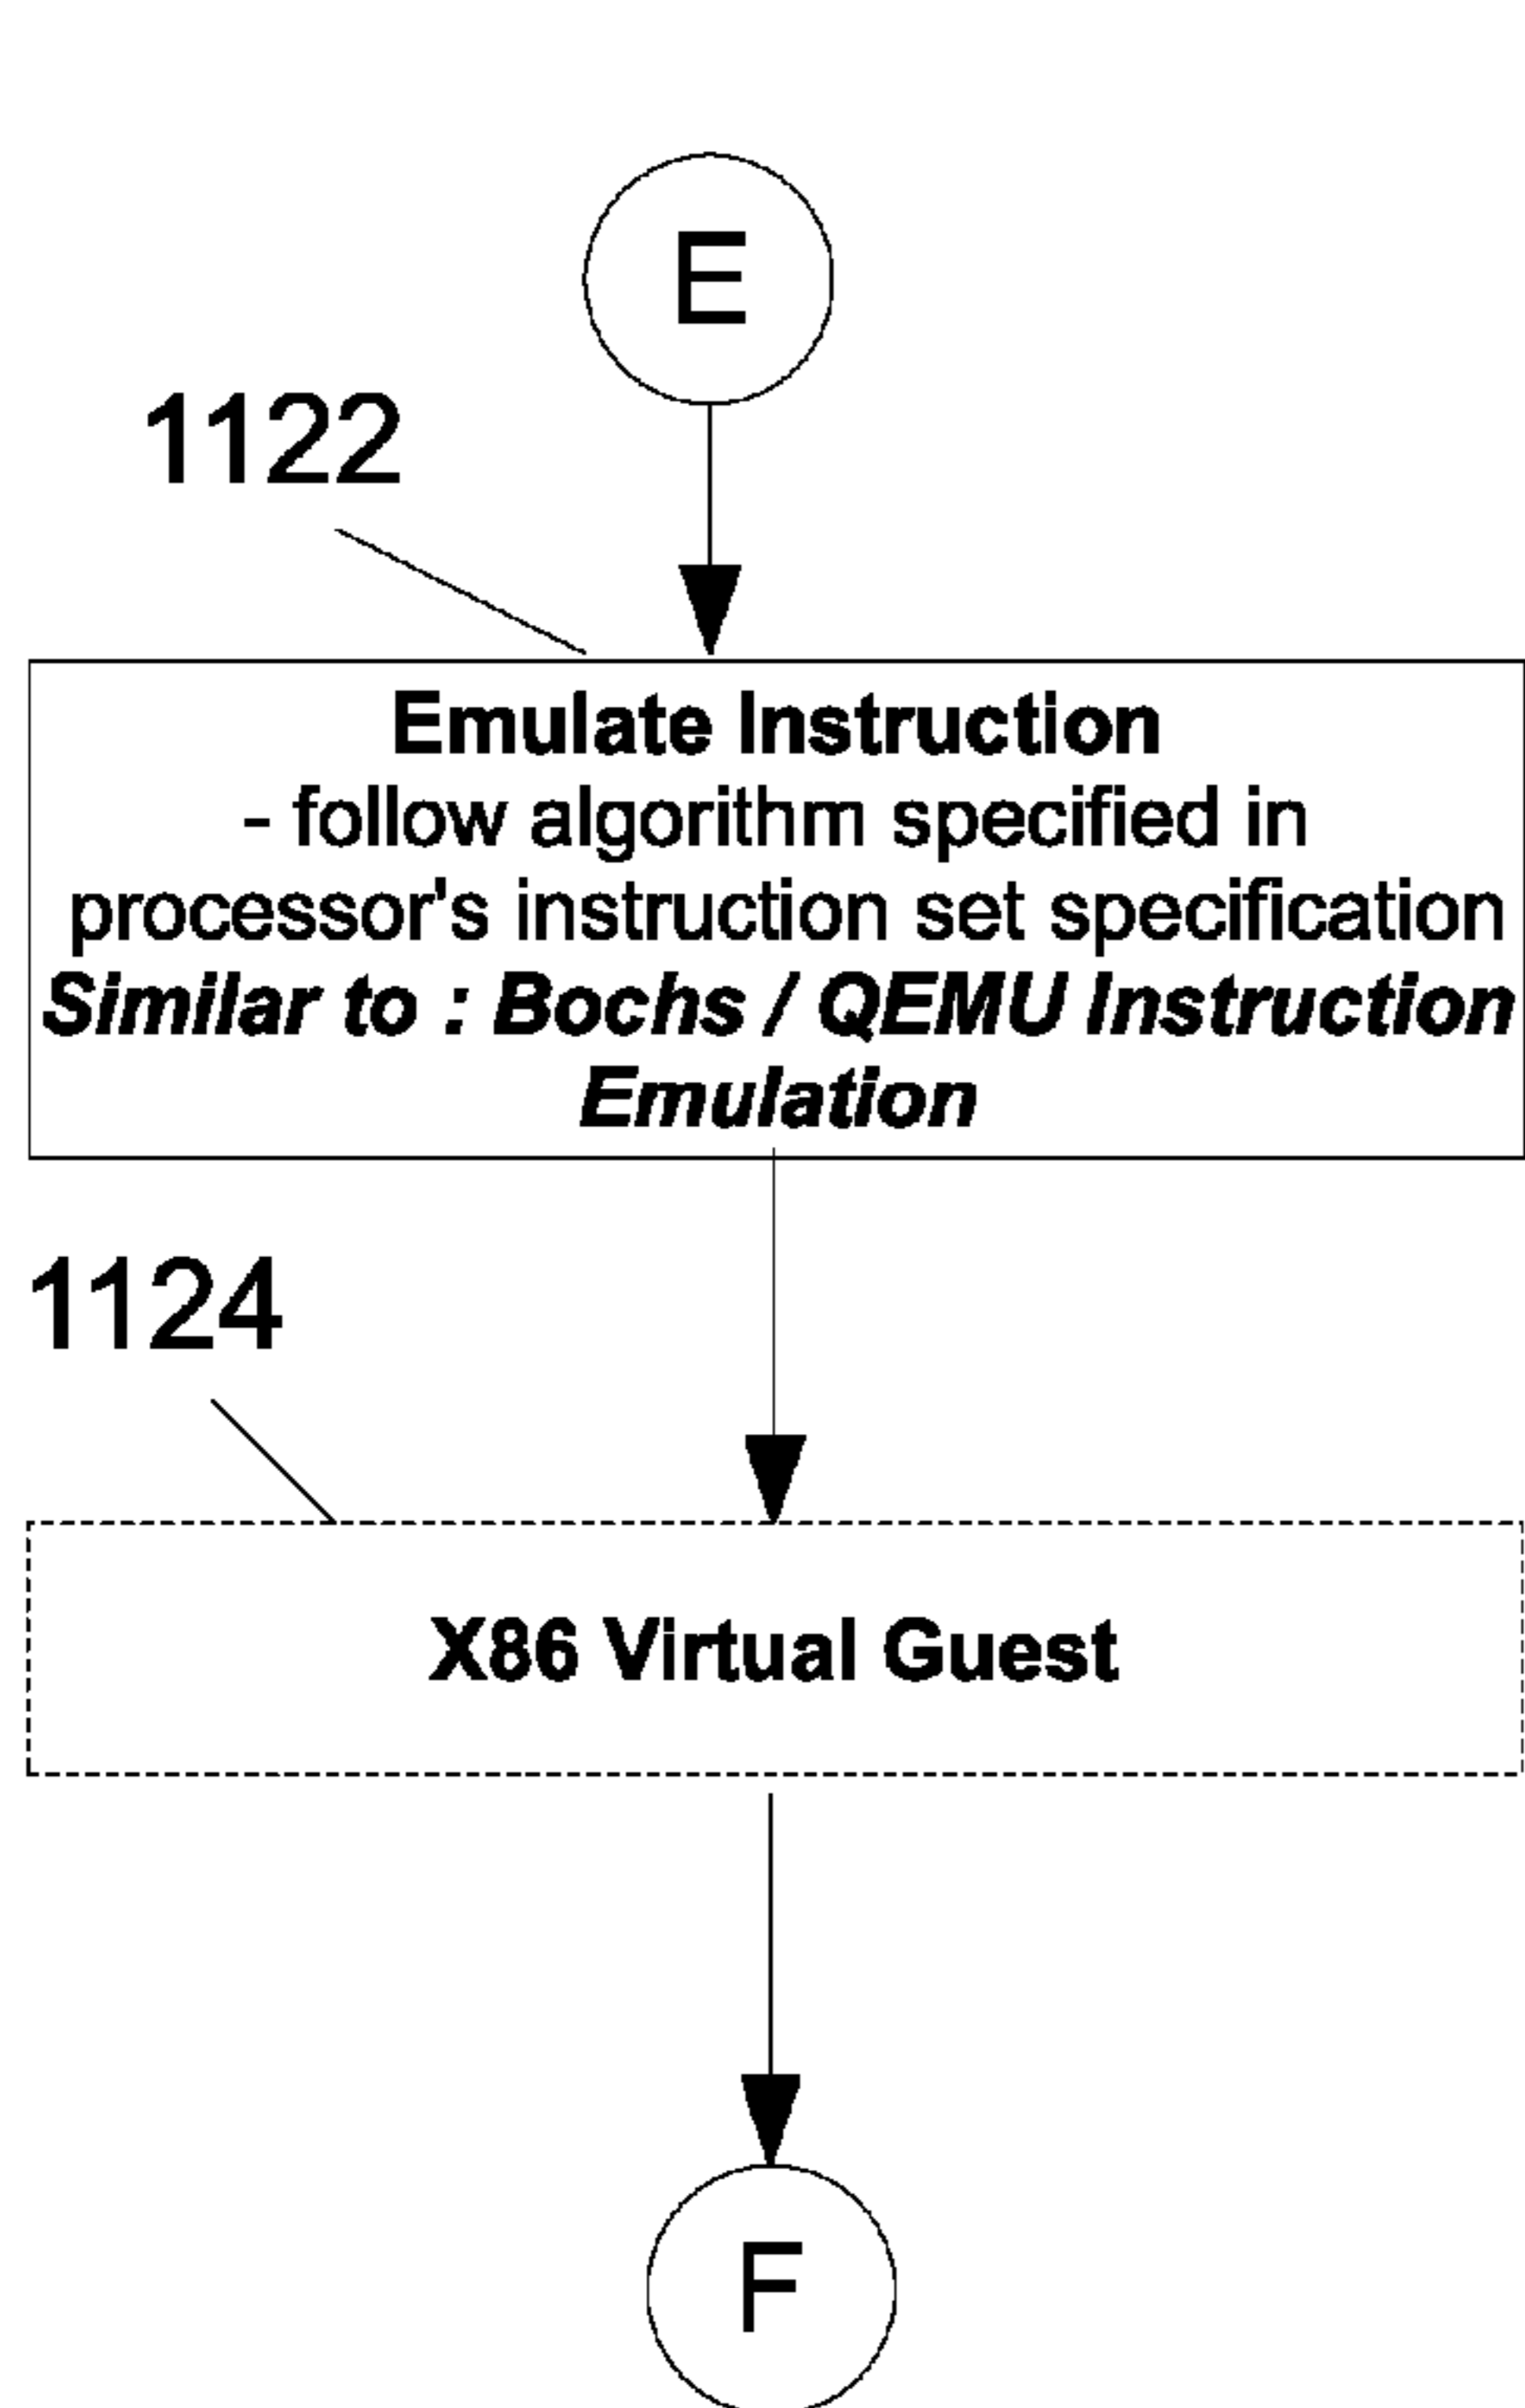 E
1122
Emulate Instruction
- follow algorithm specified in
processor's instruction set specification
Similar to : Bochs / QEMU Instruction
Emulation
1124
X86 Virtual Guest
F